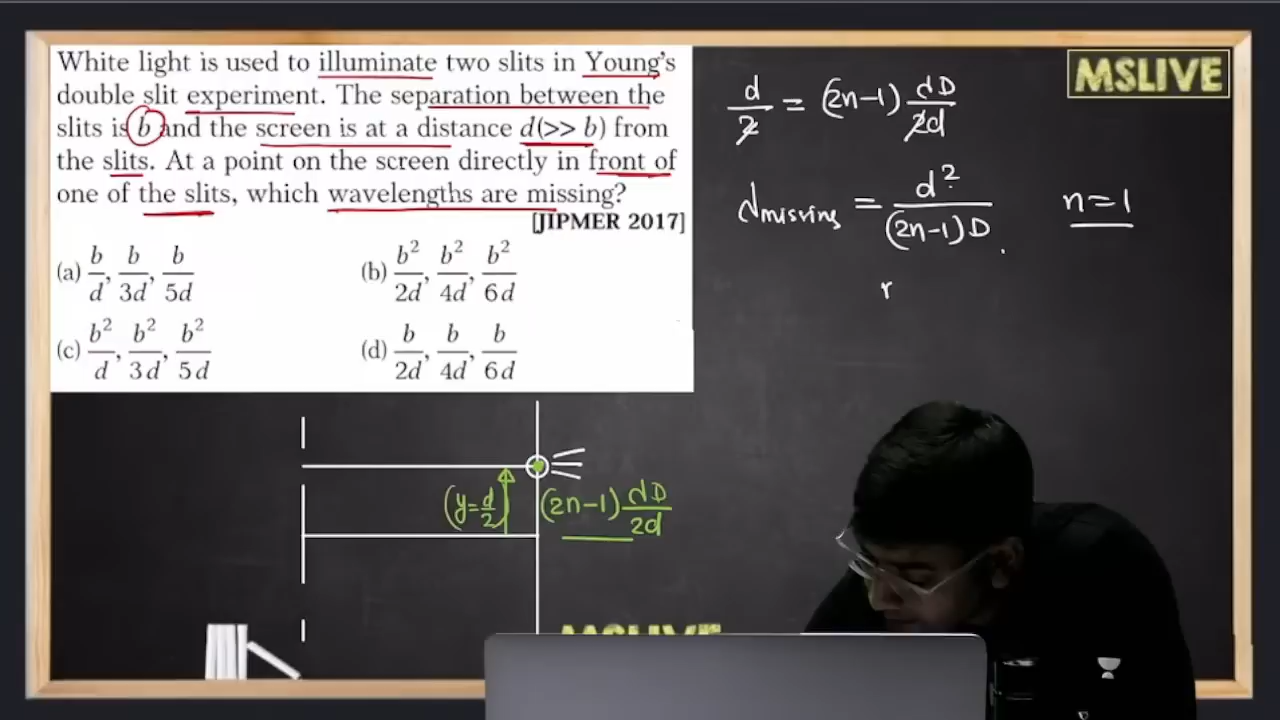 White light is used to illuminate two slits in Young's
double slit experiment. The separation between the
slits is b and the screen is at a distance d(>> b) from
the slits. At a point on the screen directly in front of
one of the slits, which wavelengths are missing?
[JIPMER 2017]
(a) b/d, b/3d, b/5d
(b) b²/2d, b²/4d, b²/6d
(c) b²/d, b²/3d, b²/5d
(d) b/2d, b/4d, b/6d
MSLIVE
d/2 = (2n-1) dD/2d
dmissing = d²/(2n-1)D
n=1
r
(y=d/2)
(2n-1) dD/2d
MSLIVE